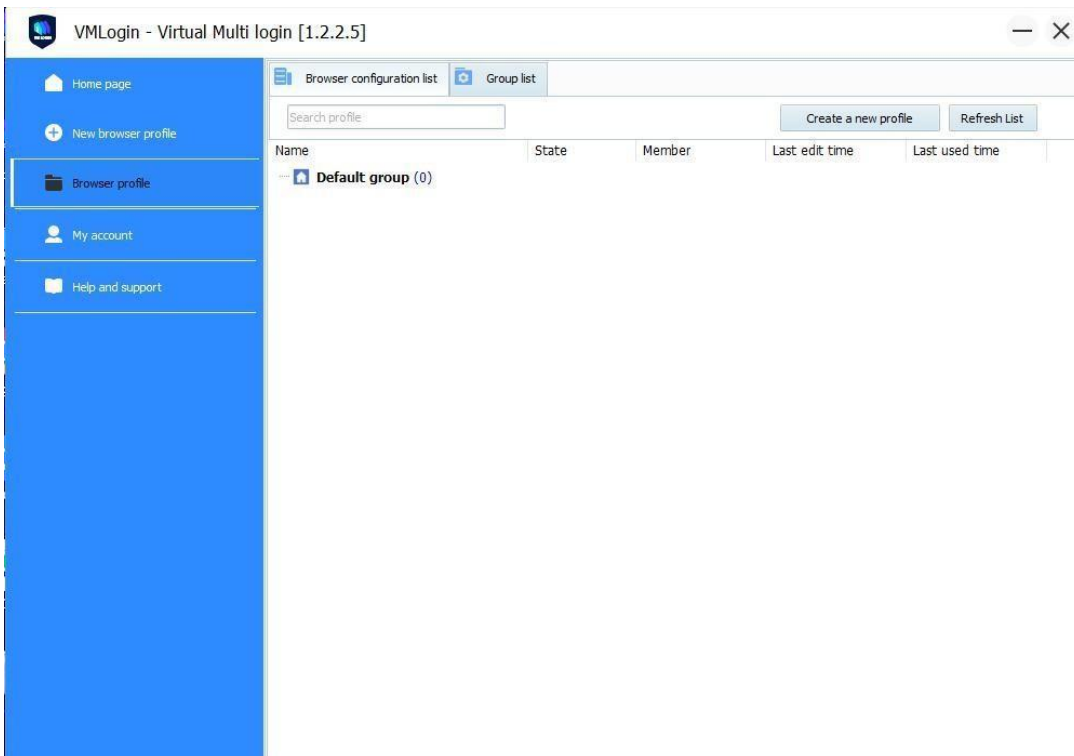 VMLogin - Virtual Multi login [1.2.2.5]
Home page
New browser profile
Browser profile
My account
Help and support
Browser configuration list Group list
Search profile Create a new profile Refresh List
Name State Member Last edit time Last used time
Default group (0)